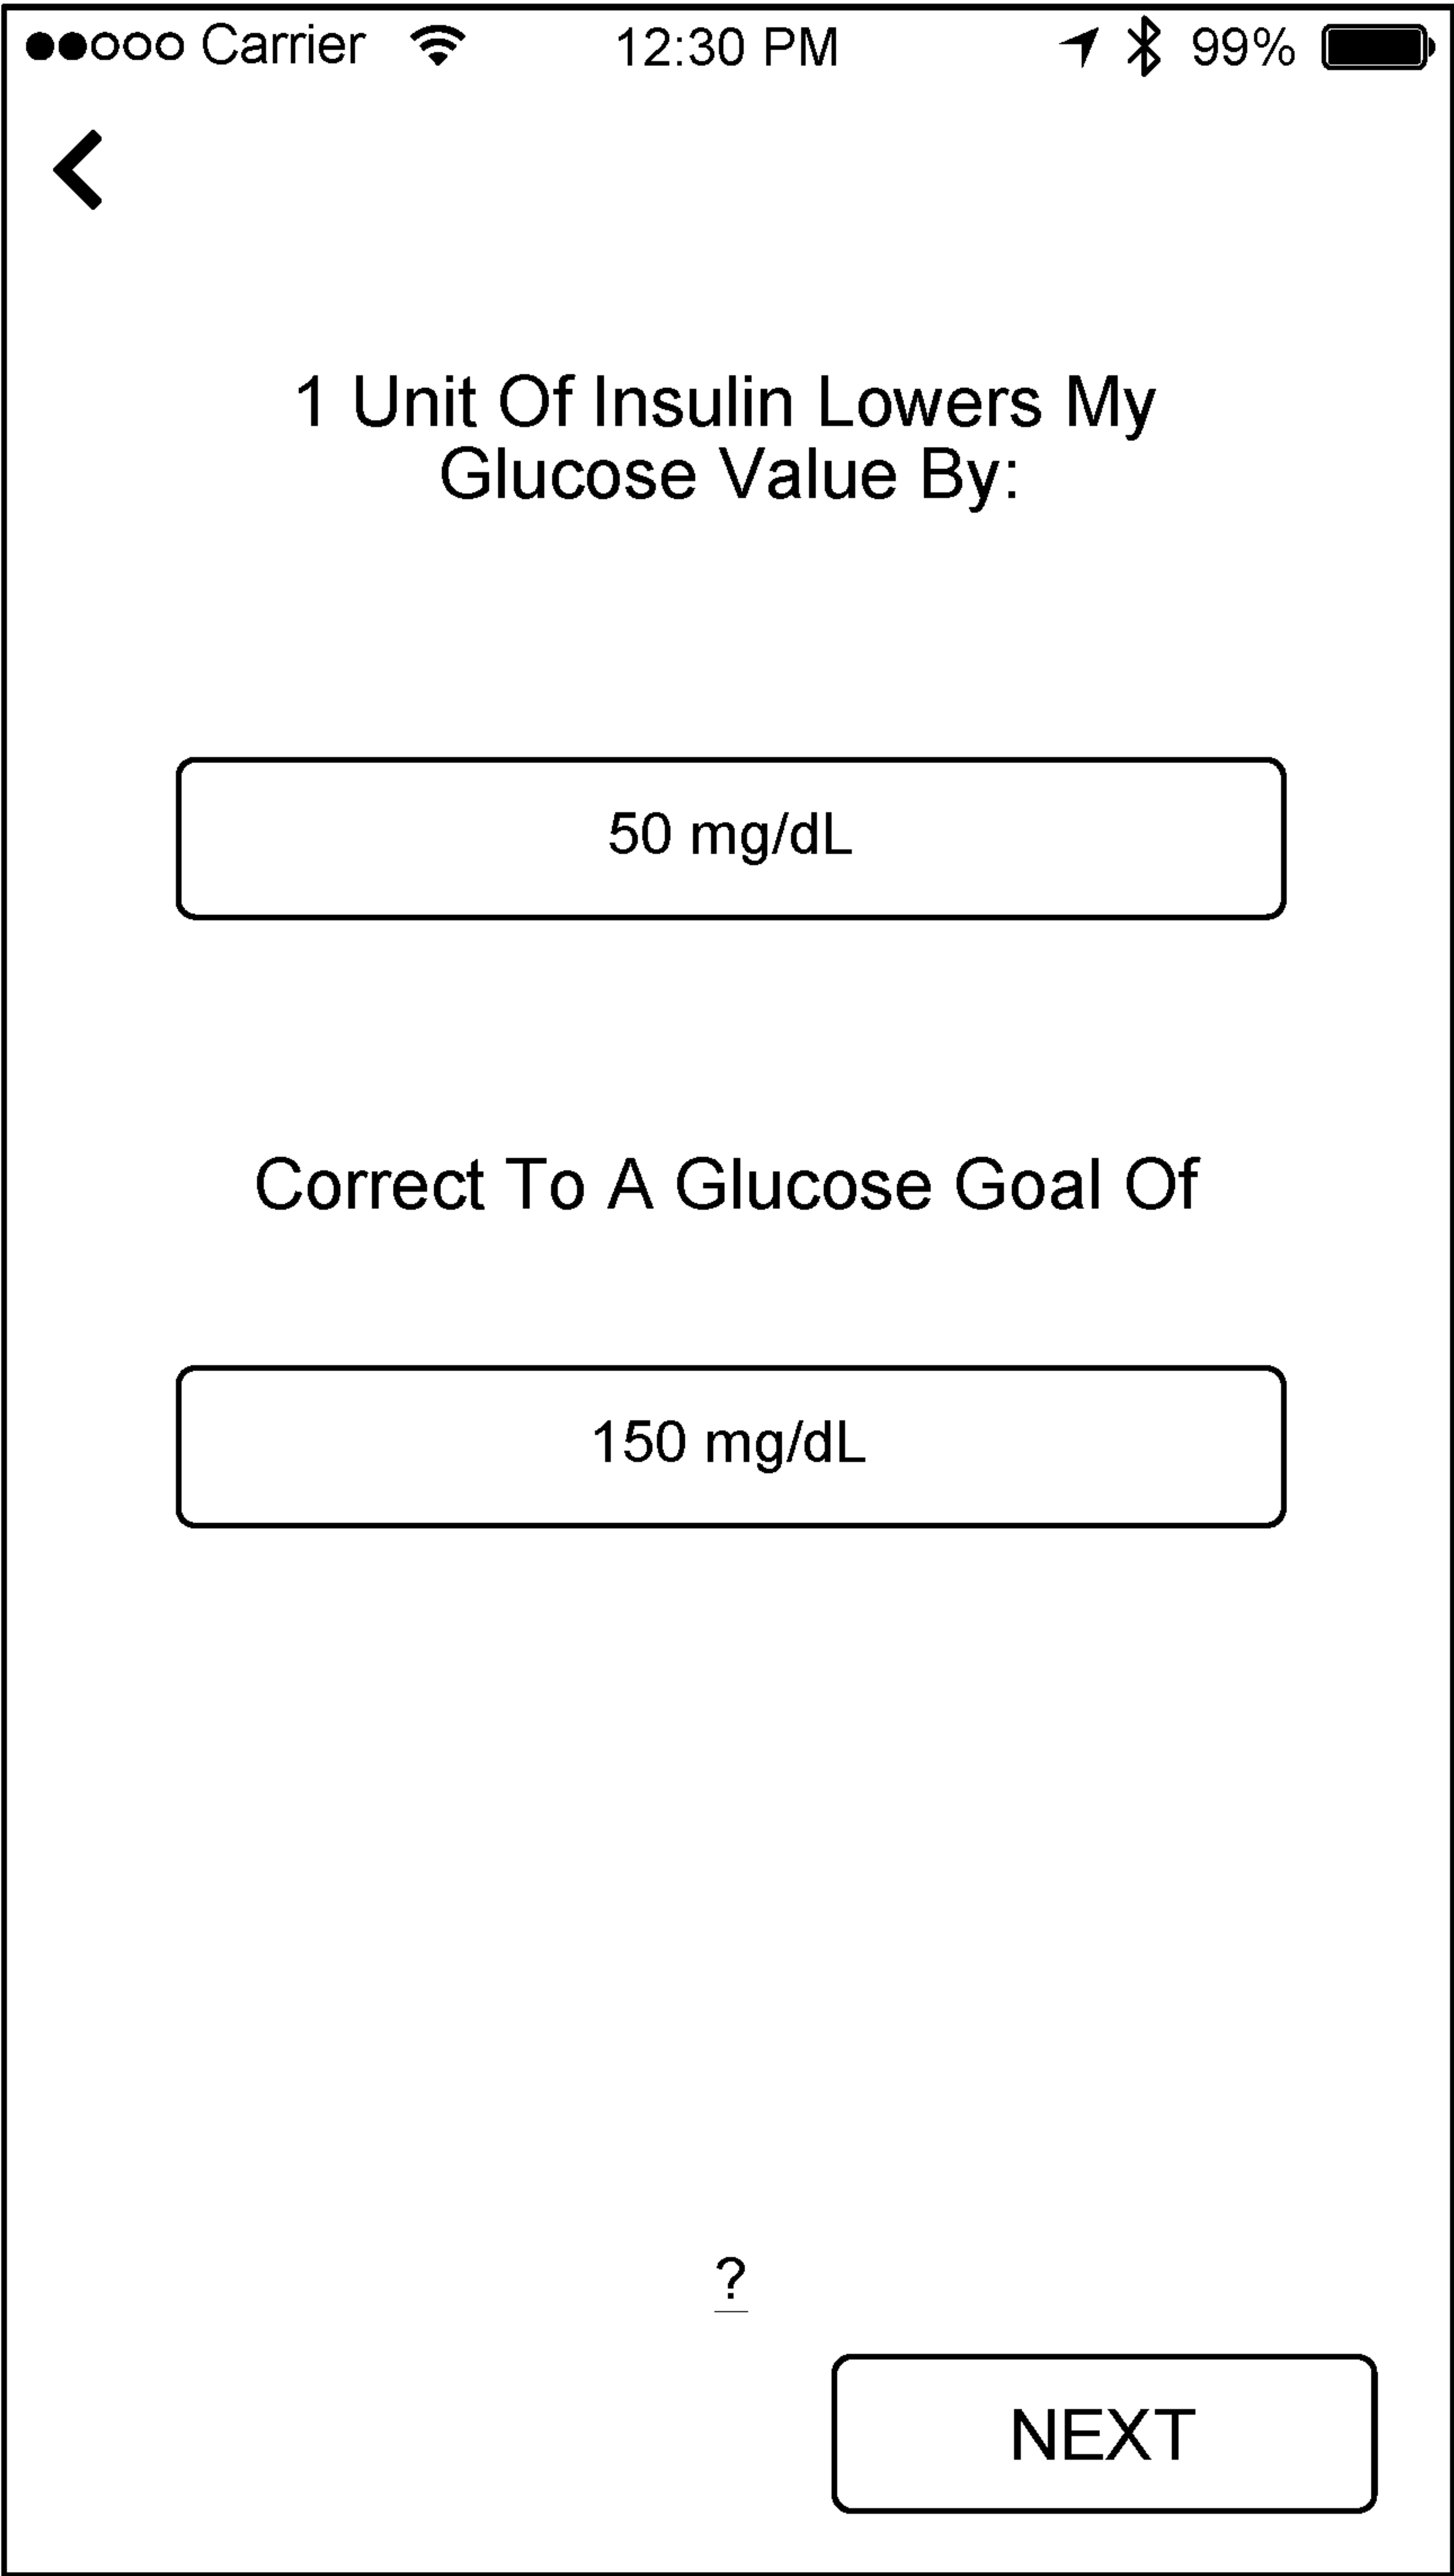 Carrier 12:30 PM 99%
1 Unit Of Insulin Lowers My
Glucose Value By:
50 mg/dL
Correct To A Glucose Goal Of
150 mg/dL
?
NEXT